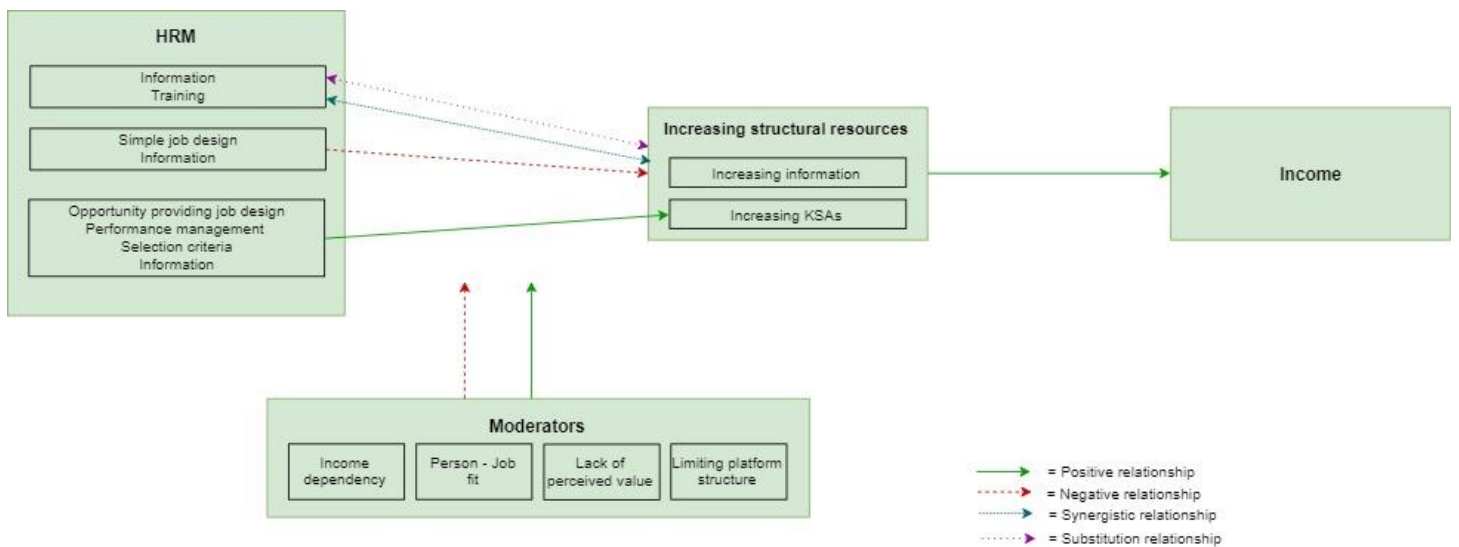 HRM
Information
Training
Simple job design
Information
Opportunity providing job design
Performance management
Selection criteria
Information
Increasing structural resources
Increasing information
Increasing KSAs
Income
Moderators
Income
dependency
Person - Job
fit
Lack of
perceived value
Limiting platform
structure
= Positive relationship
= Negative relationship
= Synergistic relationship
= Substitution relationship